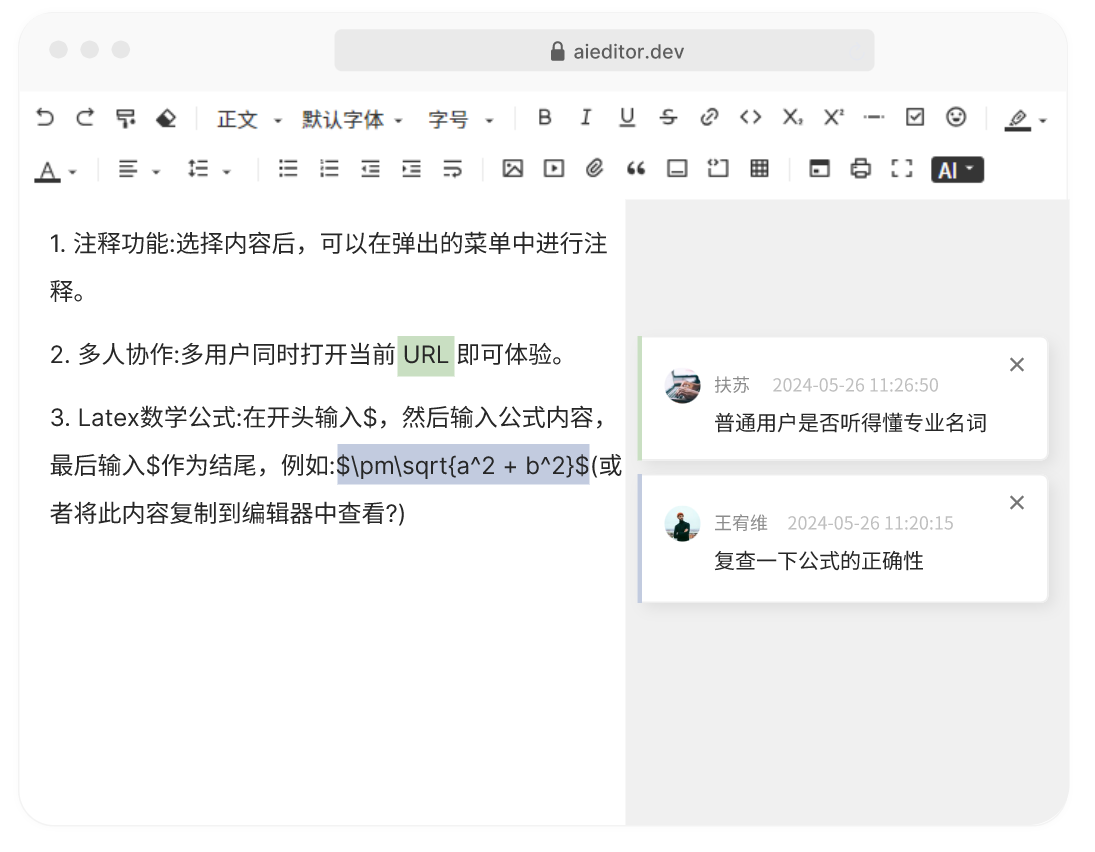 aieditor.dev
正文 默认字体 字号 B I U S X₂ X²
A AI
1. 注释功能:选择内容后，可以在弹出的菜单中进行注
释。
2. 多人协作:多用户同时打开当前 URL 即可体验。
3. Latex数学公式:在开头输入$，然后输入公式内容，
最后输入$作为结尾，例如:$\pm\sqrt{a^2 + b^2}$(或
者将此内容复制到编辑器中查看?)
扶苏 2024-05-26 11:26:50
普通用户是否听得懂专业名词
王宥维 2024-05-26 11:20:15
复查一下公式的正确性